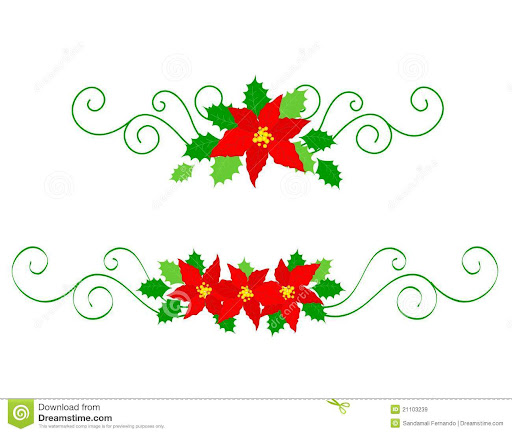 Download from
Dreamstime.com
This watermarked comp image is for previewing purposes only.
21103239
Sandamali Fernando | Dreamstime.com